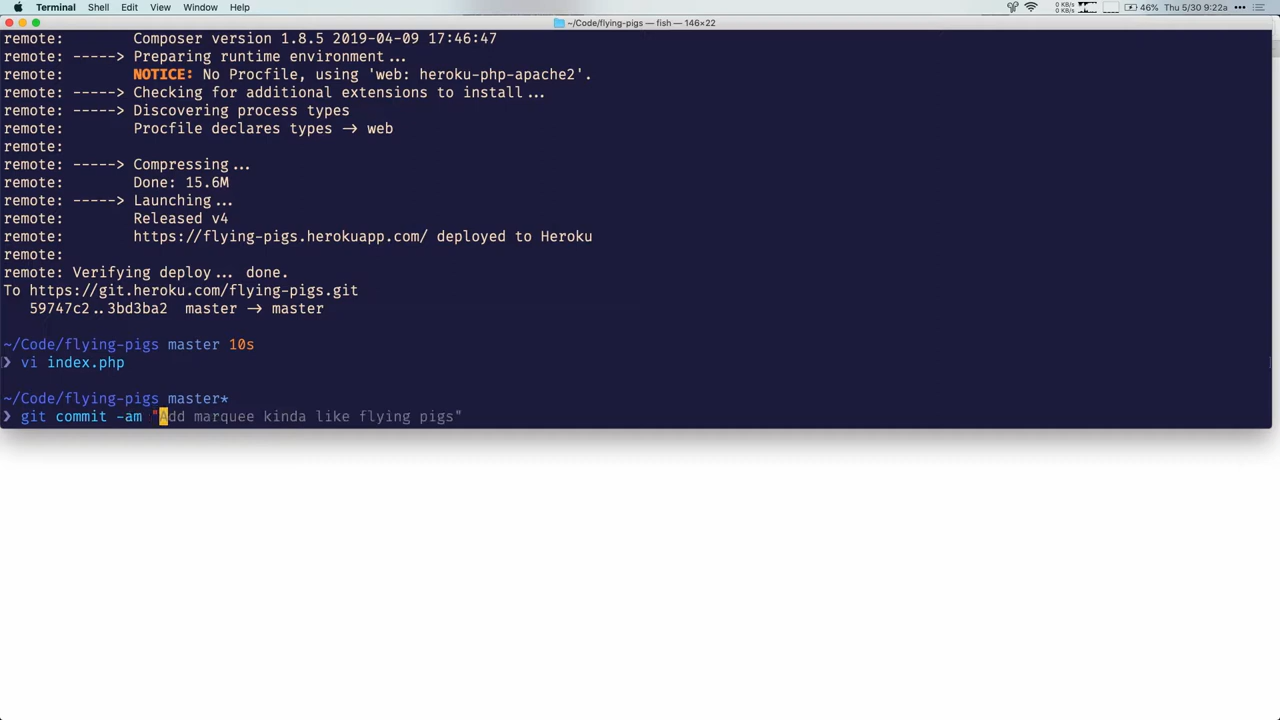 Terminal Shell Edit View Window Help 0 KB/s 0 KB/s 46% Thu 5/30 9:22a
~/Code/flying-pigs — fish — 146×22
remote: Composer version 1.8.5 2019-04-09 17:46:47
remote: -----> Preparing runtime environment...
remote: NOTICE: No Procfile, using 'web: heroku-php-apache2'.
remote: -----> Checking for additional extensions to install...
remote: -----> Discovering process types
remote: Procfile declares types -> web
remote:
remote: -----> Compressing...
remote: Done: 15.6M
remote: -----> Launching...
remote: Released v4
remote: https://flying-pigs.herokuapp.com/ deployed to Heroku
remote:
remote: Verifying deploy... done.
To https://git.heroku.com/flying-pigs.git
59747c2..3bd3ba2 master -> master
~/Code/flying-pigs master 10s
❯ vi index.php
~/Code/flying-pigs master*
❯ git commit -am "Add marquee kinda like flying pigs"